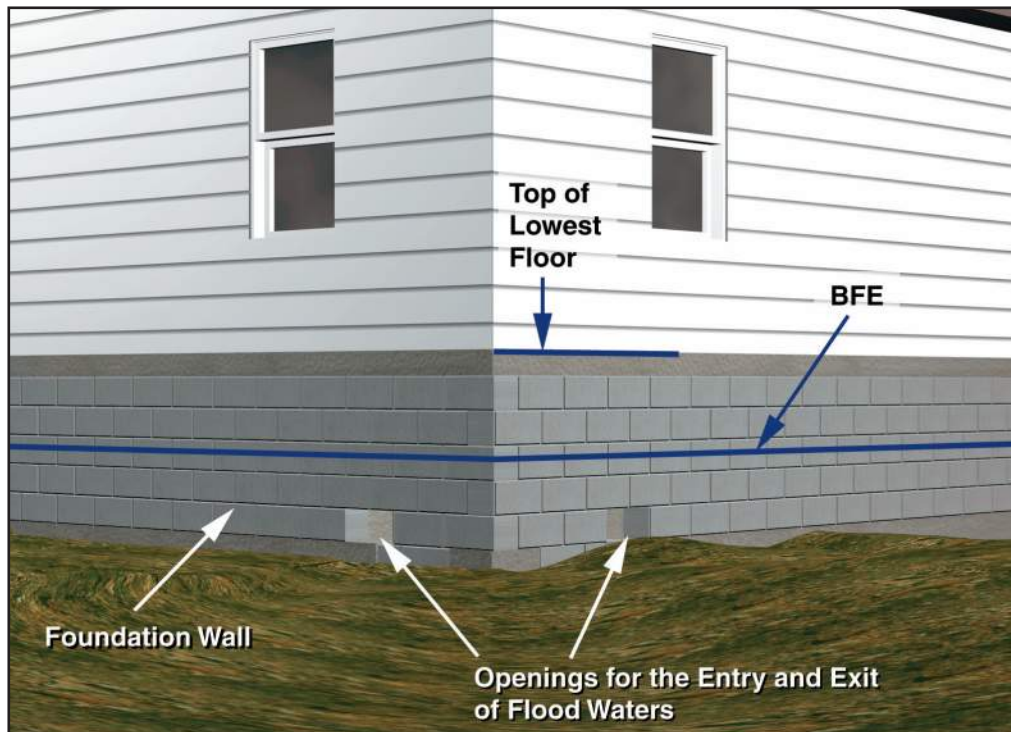 Top of
Lowest
Floor
BFE
Foundation Wall
Openings for the Entry and Exit
of Flood Waters